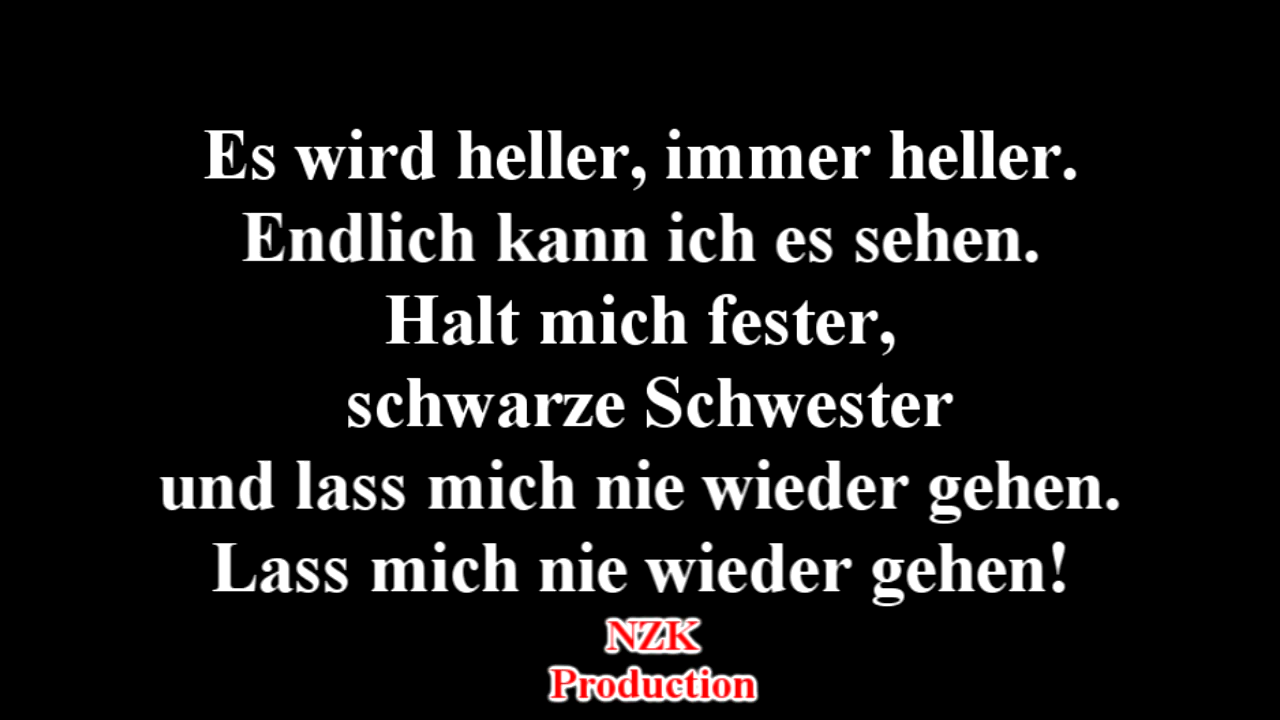 Es wird heller, immer heller.
Endlich kann ich es sehen.
Halt mich fester,
schwarze Schwester
und lass mich nie wieder gehen.
Lass mich nie wieder gehen!
NZK
Production